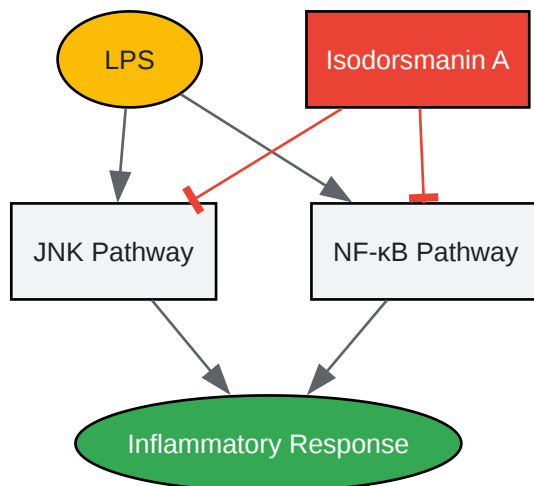 LPS
Isodorsmanin A
JNK Pathway
NF-κB Pathway
Inflammatory Response